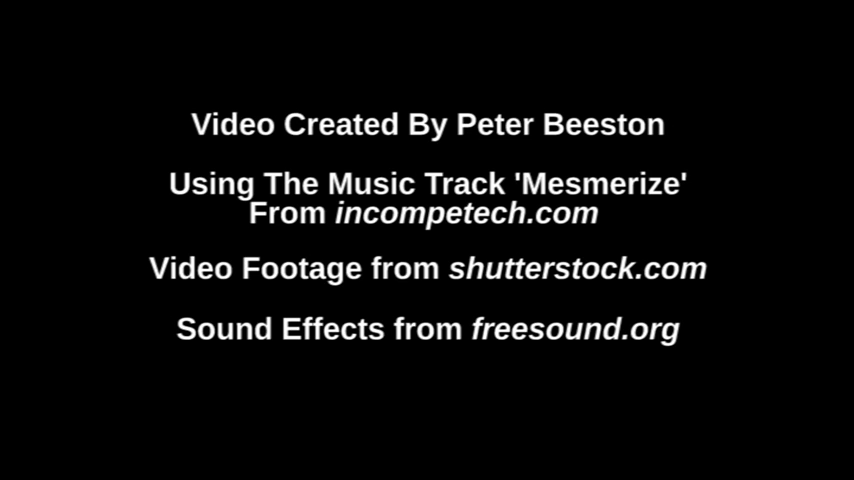 Video Created By Peter Beeston
Using The Music Track 'Mesmerize'
From incompetech.com
Video Footage from shutterstock.com
Sound Effects from freesound.org